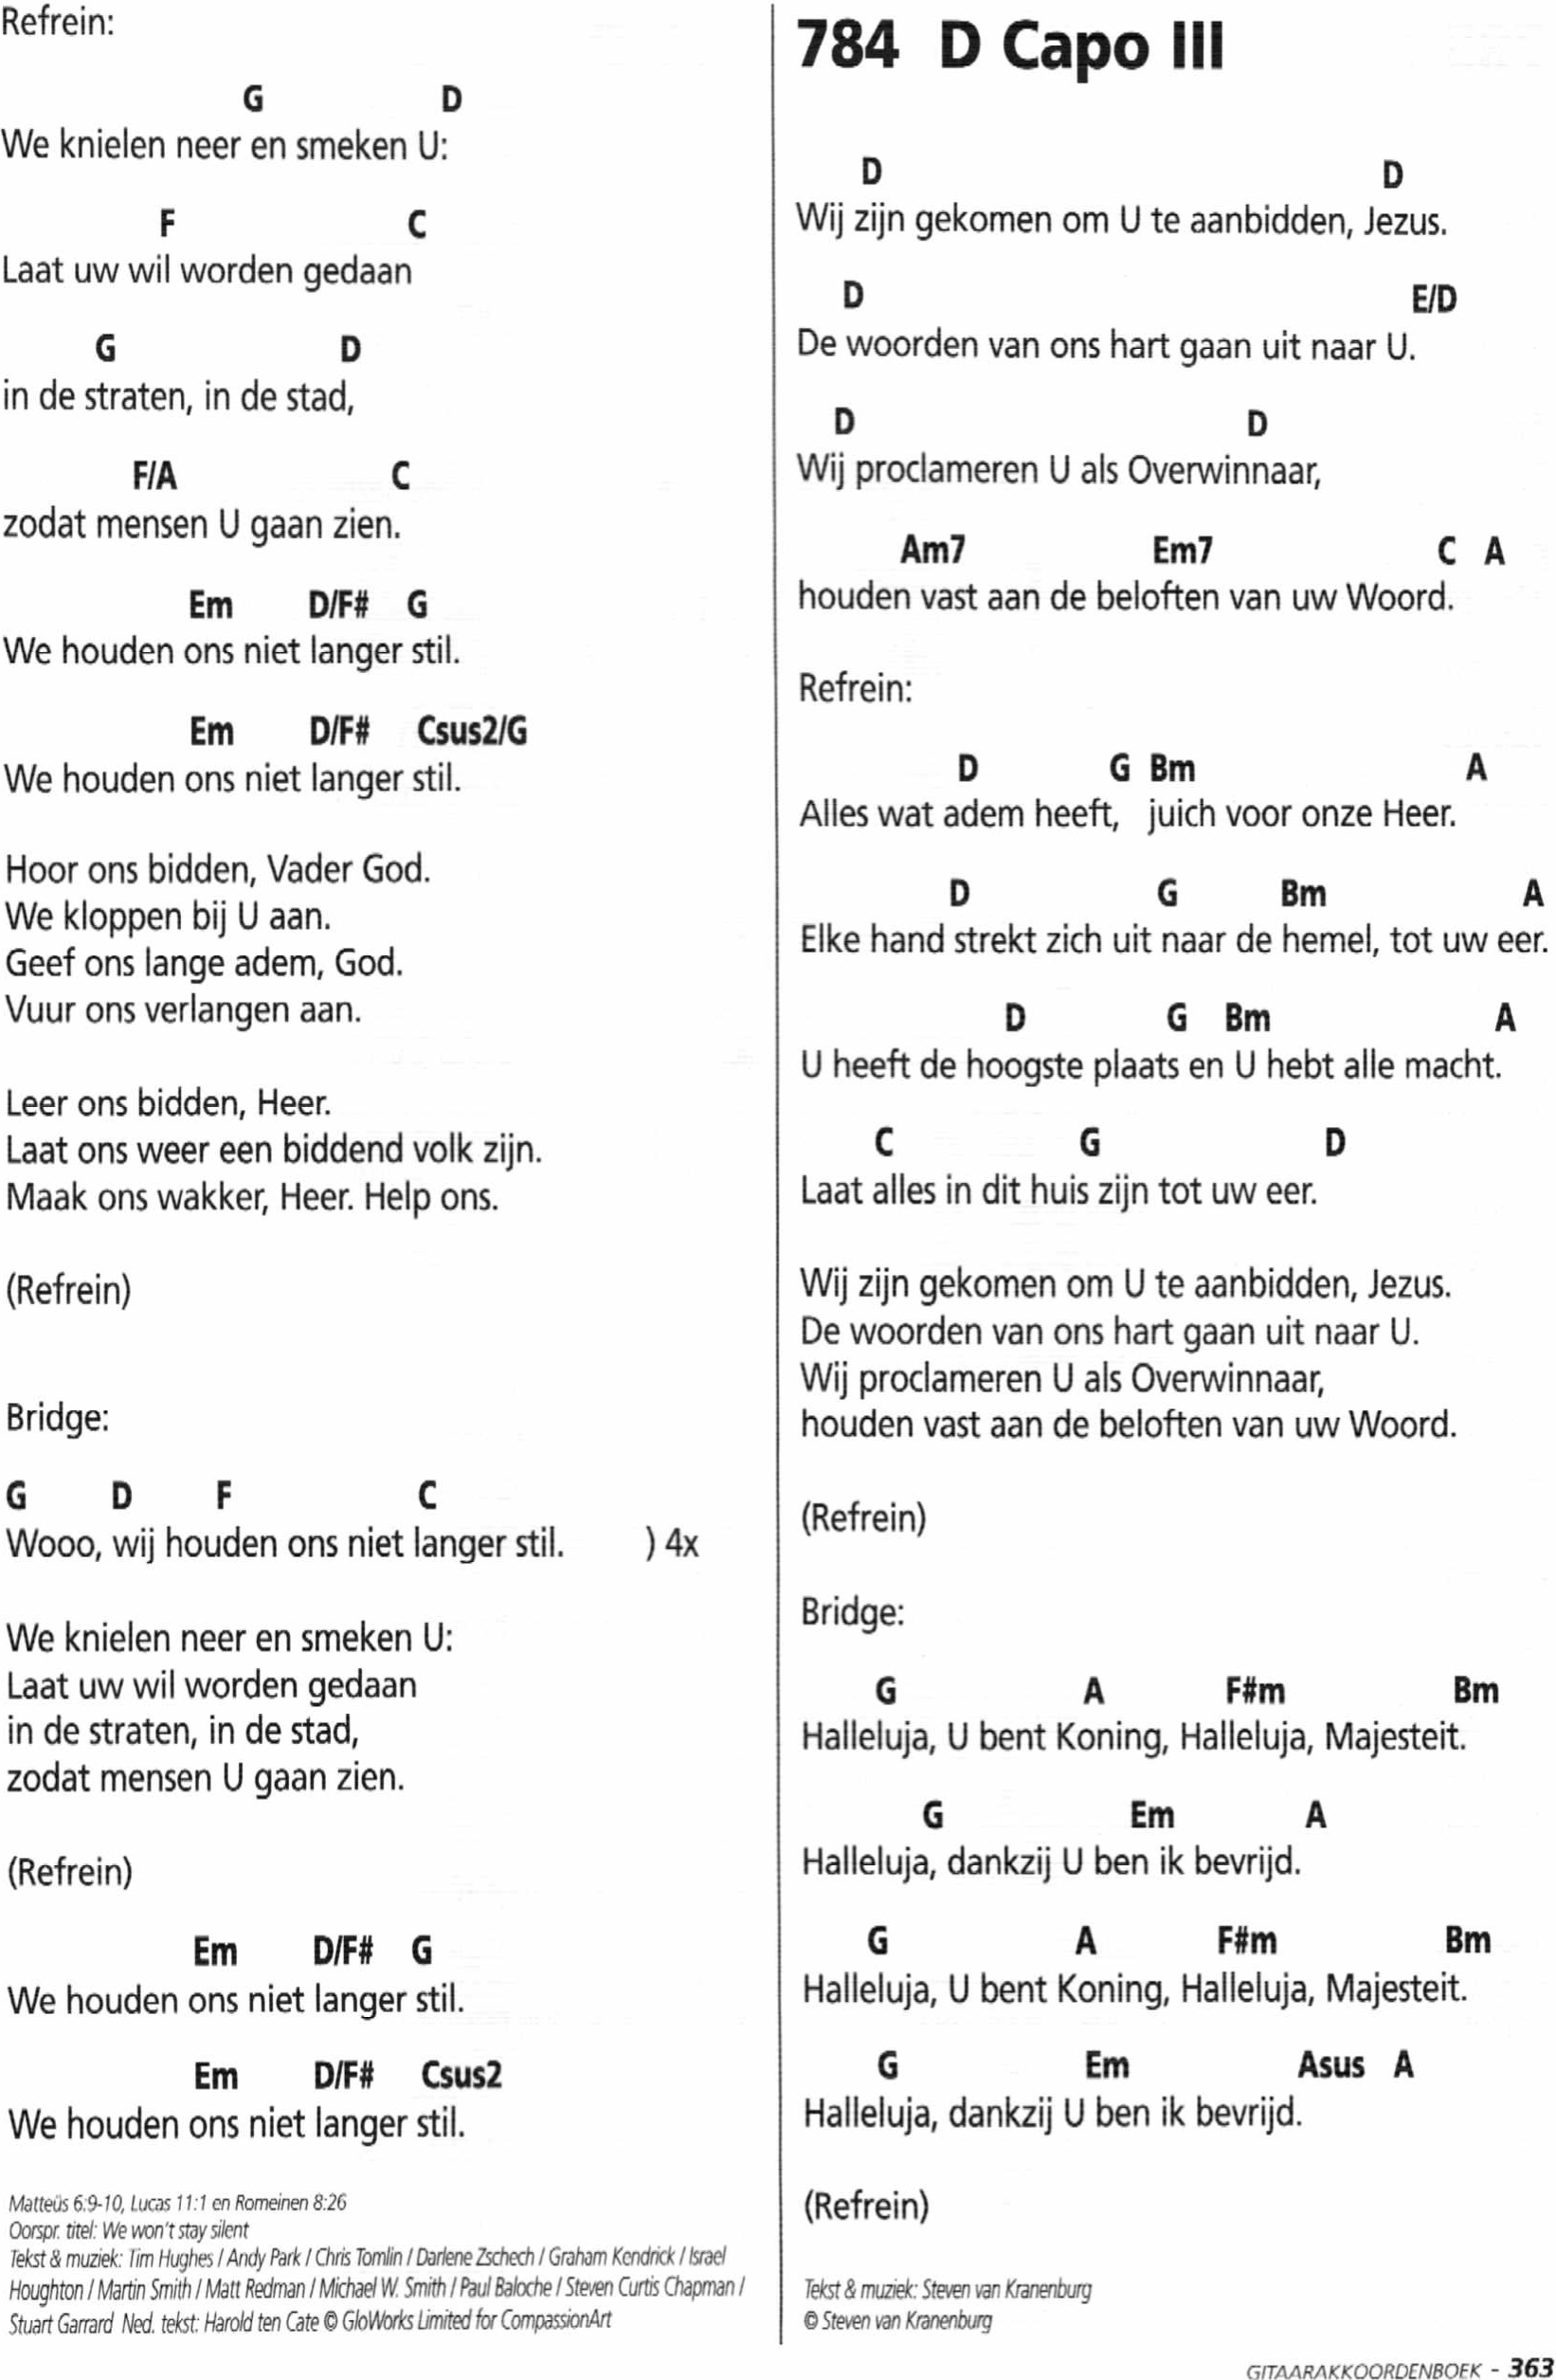 Refrein:
G D
We knielen neer en smeken U:
F C
Laat uw wil worden gedaan
G D
in de straten, in de stad,
F/A C
zodat mensen U gaan zien.
Em D/F# G
We houden ons niet langer stil.
Em D/F# Csus2/G
We houden ons niet langer stil.
Hoor ons bidden, Vader God.
We kloppen bij U aan.
Geef ons lange adem, God.
Vuur ons verlangen aan.
Leer ons bidden, Heer.
Laat ons weer een biddend volk zijn.
Maak ons wakker, Heer. Help ons.
(Refrein)
Bridge:
G D F C
Wooo, wij houden ons niet langer stil. ) 4x
We knielen neer en smeken U:
Laat uw wil worden gedaan
in de straten, in de stad,
zodat mensen U gaan zien.
(Refrein)
Em D/F# G
We houden ons niet langer stil.
Em D/F# Csus2
We houden ons niet langer stil.
Matteüs 6:9-10, Lucas 11:1 en Romeinen 8:26
Oorspr. titel: We won't stay silent
Tekst & muziek: Tim Hughes / Andy Park / Chris Tomlin / Darlene Zschech / Graham Kendrick / Israel
Houghton / Martin Smith / Matt Redman / Michael W. Smith / Paul Baloche / Steven Curtis Chapman /
Stuart Garrard Ned. tekst: Harold ten Cate © GloWorks Limited for CompassionArt
784 D Capo III
D D
Wij zijn gekomen om U te aanbidden, Jezus.
D E/D
De woorden van ons hart gaan uit naar U.
D D
Wij proclameren U als Overwinnaar,
Am7 Em7 C A
houden vast aan de beloften van uw Woord.
Refrein:
D G Bm A
Alles wat adem heeft, juich voor onze Heer.
D G Bm A
Elke hand strekt zich uit naar de hemel, tot uw eer.
D G Bm A
U heeft de hoogste plaats en U hebt alle macht.
C G D
Laat alles in dit huis zijn tot uw eer.
Wij zijn gekomen om U te aanbidden, Jezus.
De woorden van ons hart gaan uit naar U.
Wij proclameren U als Overwinnaar,
houden vast aan de beloften van uw Woord.
(Refrein)
Bridge:
G A F#m Bm
Halleluja, U bent Koning, Halleluja, Majesteit.
G Em A
Halleluja, dankzij U ben ik bevrijd.
G A F#m Bm
Halleluja, U bent Koning, Halleluja, Majesteit.
G Em Asus A
Halleluja, dankzij U ben ik bevrijd.
(Refrein)
Tekst & muziek: Steven van Kranenburg
© Steven van Kranenburg
GITAARAKKOORDENBOEK - 363